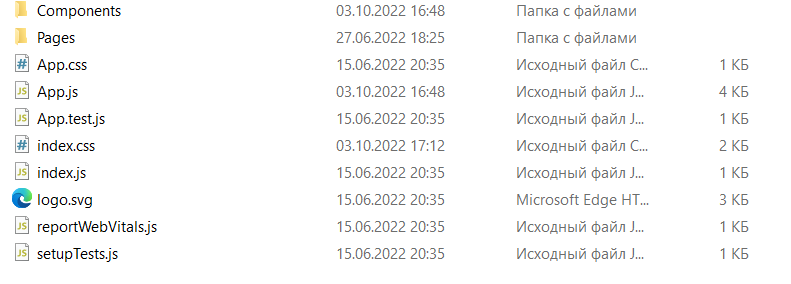 Components 03.10.2022 16:48 Папка с файлами
Pages 27.06.2022 18:25 Папка с файлами
App.css 15.06.2022 20:35 Исходный файл C... 1 КБ
App.js 03.10.2022 16:48 Исходный файл J... 4 КБ
App.test.js 15.06.2022 20:35 Исходный файл J... 1 КБ
index.css 03.10.2022 17:12 Исходный файл C... 2 КБ
index.js 15.06.2022 20:35 Исходный файл J... 1 КБ
logo.svg 15.06.2022 20:35 Microsoft Edge HT... 3 КБ
reportWebVitals.js 15.06.2022 20:35 Исходный файл J... 1 КБ
setupTests.js 15.06.2022 20:35 Исходный файл J... 1 КБ